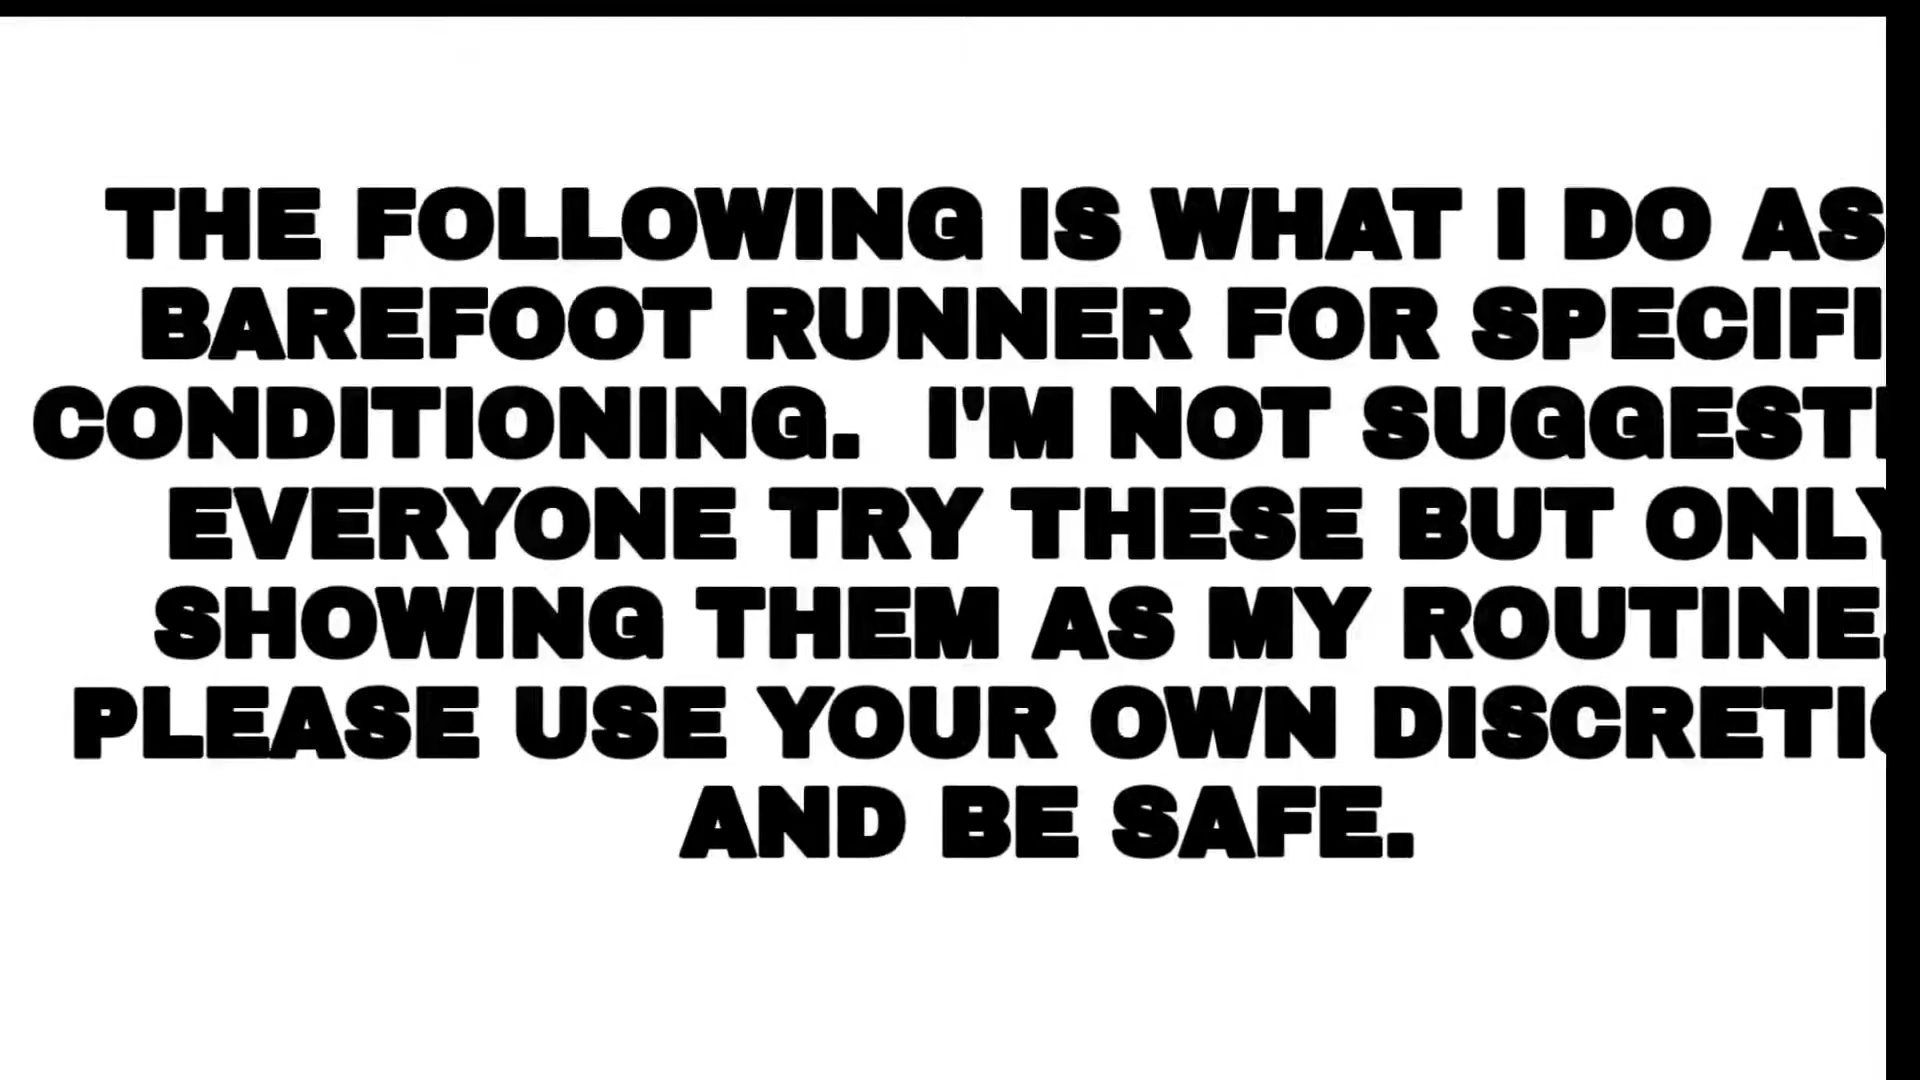 THE FOLLOWING IS WHAT I DO AS
BAREFOOT RUNNER FOR SPECIFI
CONDITIONING. I'M NOT SUGGESTI
EVERYONE TRY THESE BUT ONLY
SHOWING THEM AS MY ROUTINE.
PLEASE USE YOUR OWN DISCRETIO
AND BE SAFE.